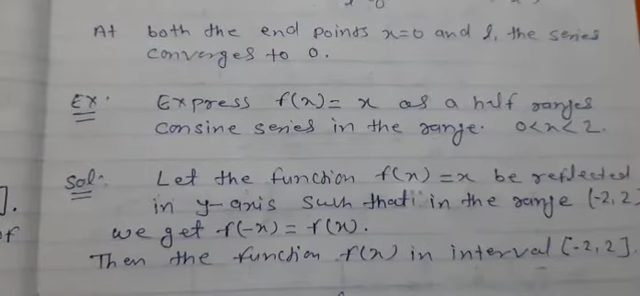 At both the end points x=0 and l, the series
converges to 0.
Ex. Express f(x) = x as a half ranges
consine series in the range. 0<x<2.
Sol: Let the function f(x) = x be reflected
in y-axis such that in the range (-2, 2
].
of we get f(-x) = f(x).
Then the function f(x) in interval [-2, 2].